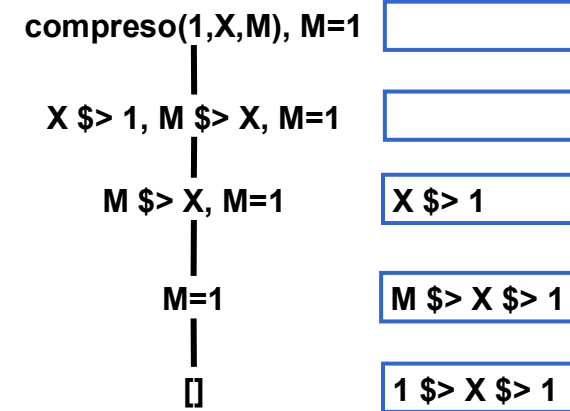 compreso(1,X,M), M=1
X $> 1, M $> X, M=1
M $> X, M=1
X $> 1
M=1
M $> X $> 1
[]
1 $> X $> 1